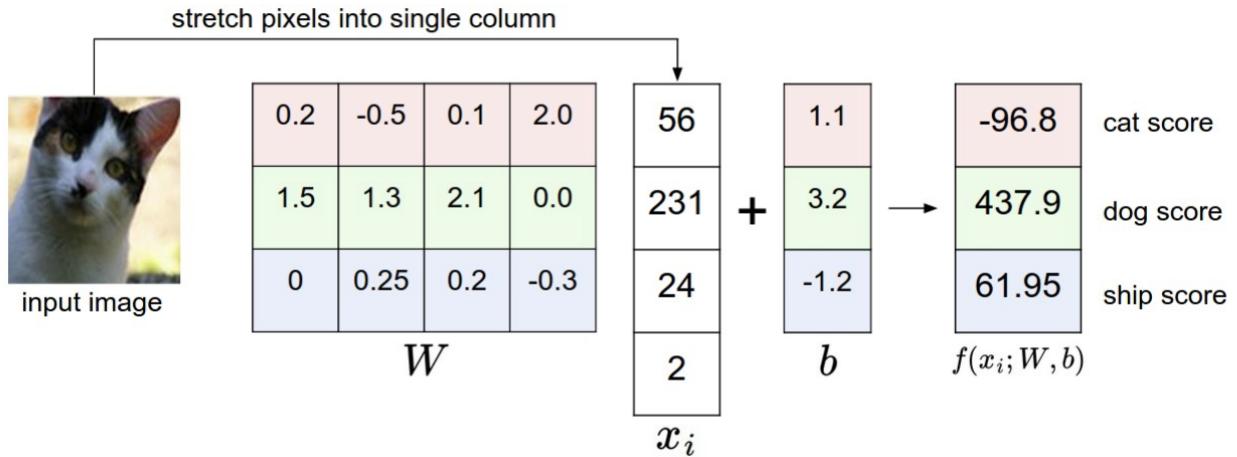 stretch pixels into single column
0.2 -0.5 0.1 2.0
1.5 1.3 2.1 0.0
0 0.25 0.2 -0.3
W
56
231
24
2
x_i
+
1.1
3.2
-1.2
b
-96.8 cat score
437.9 dog score
61.95 ship score
f(x_i; W, b)
input image